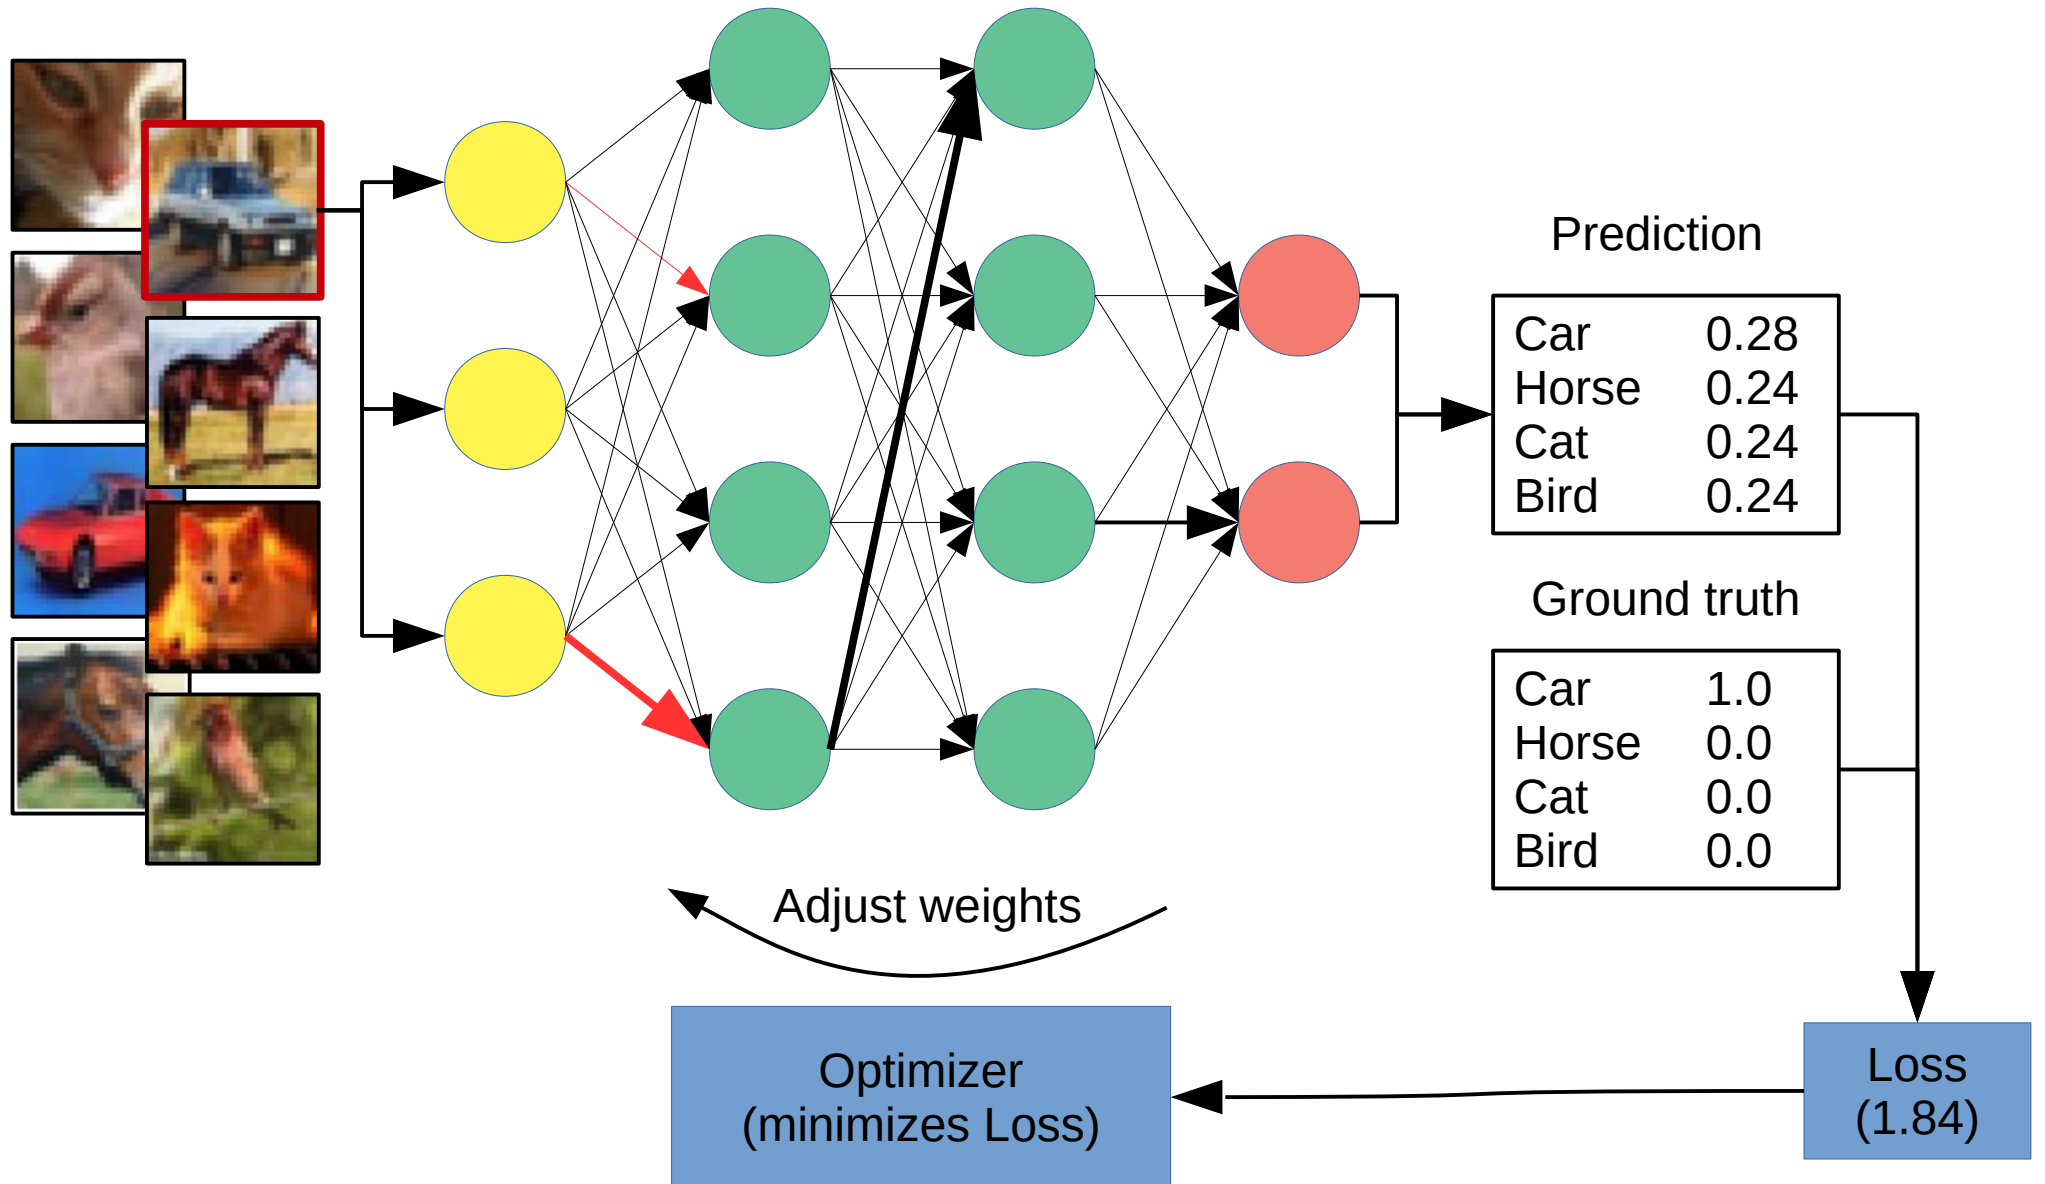 Prediction
Car 0.28
Horse 0.24
Cat 0.24
Bird 0.24
Ground truth
Car 1.0
Horse 0.0
Cat 0.0
Bird 0.0
Adjust weights
Optimizer
(minimizes Loss)
Loss
(1.84)